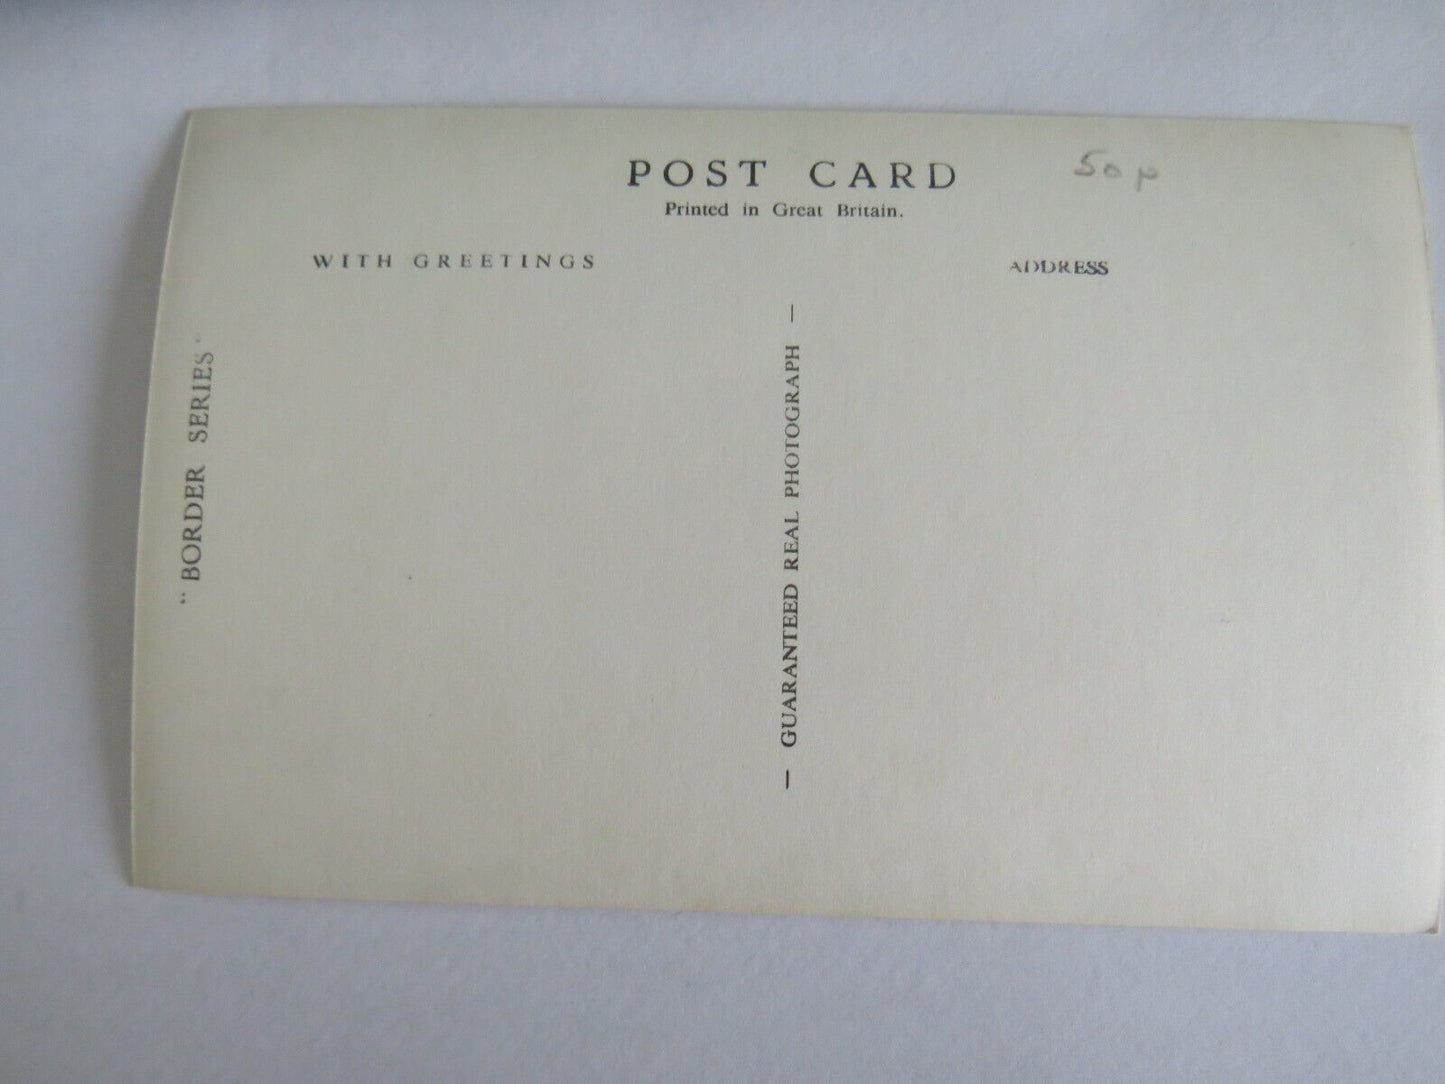 POST CARD
50p
Printed in Great Britain.
WITH GREETINGS
ADDRESS
"BORDER SERIES"
— GUARANTEED REAL PHOTOGRAPH —